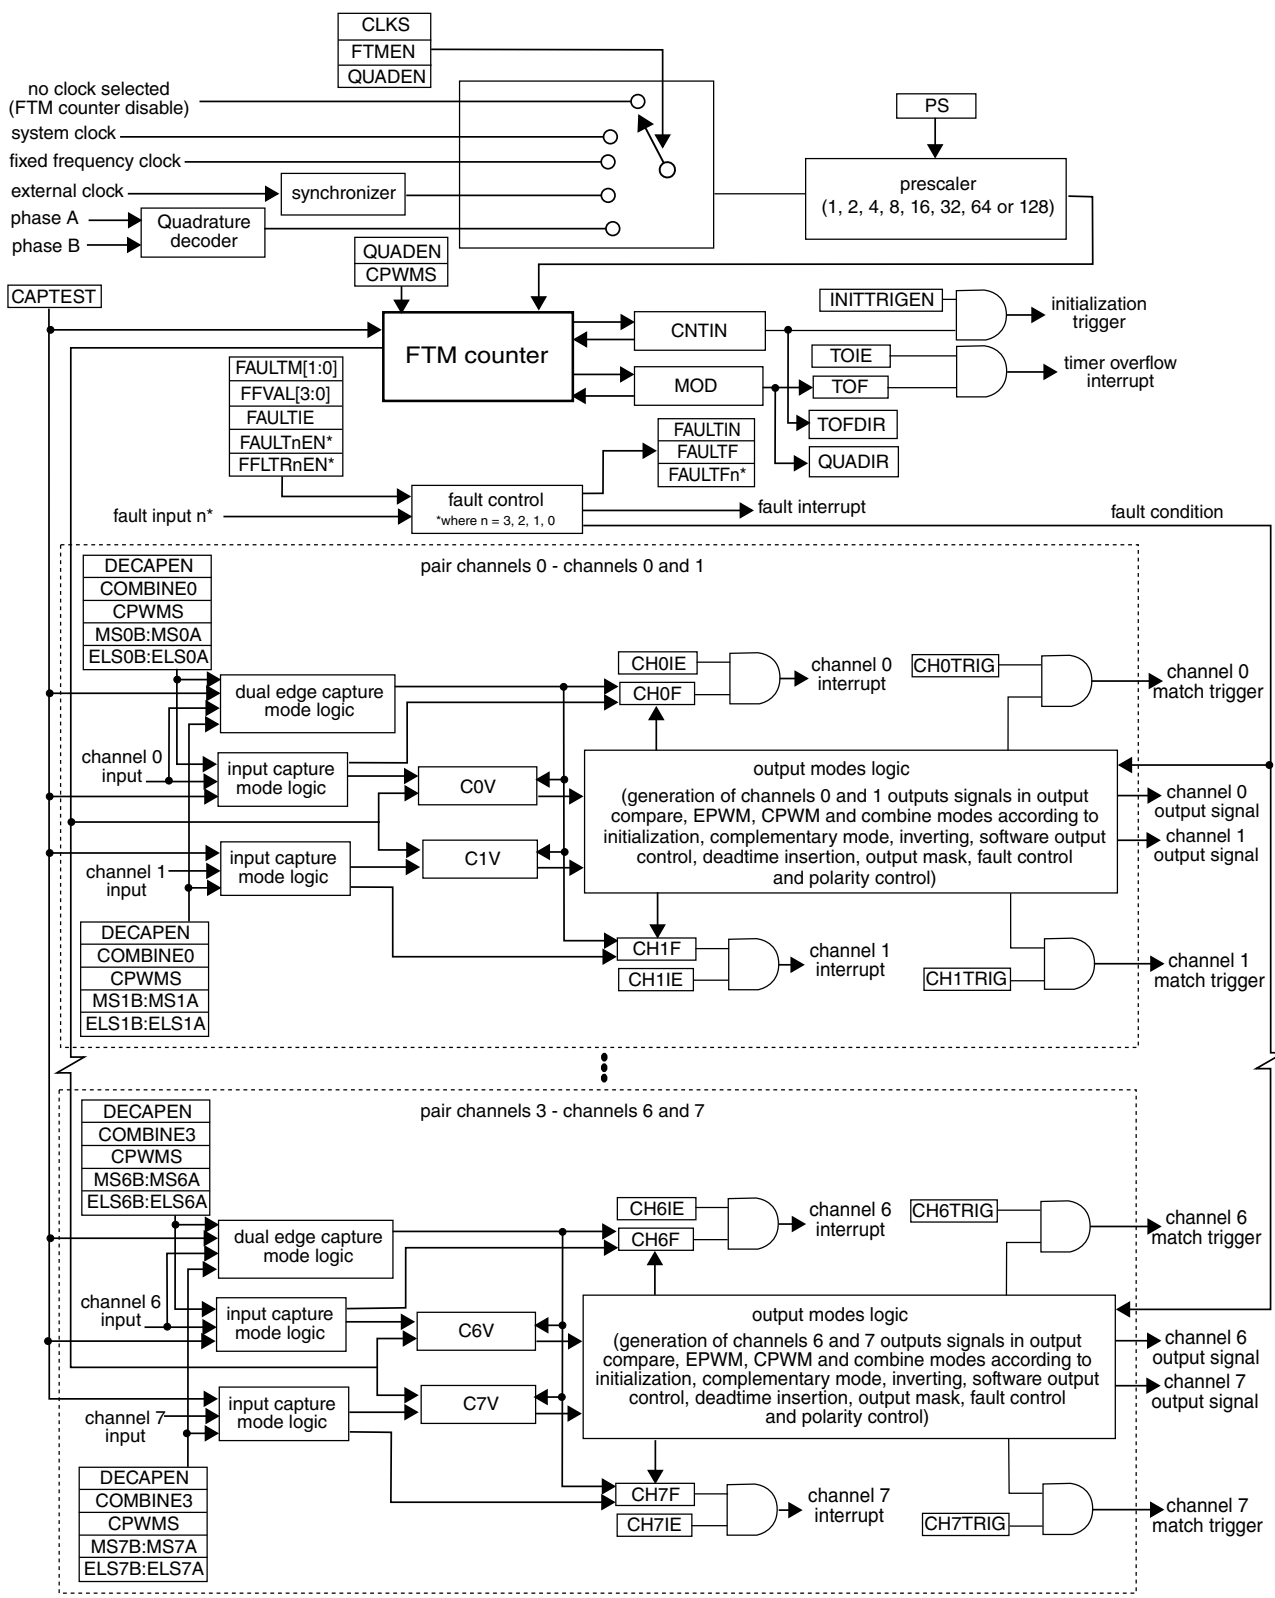 CLKS
FTMEN
QUADEN
no clock selected
(FTM counter disable)
system clock
fixed frequency clock
external clock
synchronizer
phase A
phase B
Quadrature
decoder
PS
prescaler
(1, 2, 4, 8, 16, 32, 64 or 128)
QUADEN
CPWMS
CAPTEST
FTM counter
CNTIN
MOD
INITTRIGEN
initialization
trigger
TOIE
TOF
timer overflow
interrupt
TOFDIR
QUADIR
FAULTM[1:0]
FFVAL[3:0]
FAULTIE
FAULTnEN*
FFLTRnEN*
FAULTIN
FAULTF
FAULTFn*
fault input n*
fault control
*where n = 3, 2, 1, 0
fault interrupt
fault condition
pair channels 0 - channels 0 and 1
DECAPEN
COMBINE0
CPWMS
MS0B:MS0A
ELS0B:ELS0A
dual edge capture
mode logic
CH0IE
CH0F
channel 0
interrupt
CH0TRIG
channel 0
match trigger
channel 0
input
input capture
mode logic
C0V
output modes logic
(generation of channels 0 and 1 outputs signals in output
compare, EPWM, CPWM and combine modes according to
initialization, complementary mode, inverting, software output
control, deadtime insertion, output mask, fault control
and polarity control)
channel 0
output signal
channel 1
output signal
channel 1
input
input capture
mode logic
C1V
DECAPEN
COMBINE0
CPWMS
MS1B:MS1A
ELS1B:ELS1A
CH1F
CH1IE
channel 1
interrupt
CH1TRIG
channel 1
match trigger
pair channels 3 - channels 6 and 7
DECAPEN
COMBINE3
CPWMS
MS6B:MS6A
ELS6B:ELS6A
dual edge capture
mode logic
CH6IE
CH6F
channel 6
interrupt
CH6TRIG
channel 6
match trigger
channel 6
input
input capture
mode logic
C6V
output modes logic
(generation of channels 6 and 7 outputs signals in output
compare, EPWM, CPWM and combine modes according to
initialization, complementary mode, inverting, software output
control, deadtime insertion, output mask, fault control
and polarity control)
channel 6
output signal
channel 7
output signal
channel 7
input
input capture
mode logic
C7V
DECAPEN
COMBINE3
CPWMS
MS7B:MS7A
ELS7B:ELS7A
CH7F
CH7IE
channel 7
interrupt
CH7TRIG
channel 7
match trigger